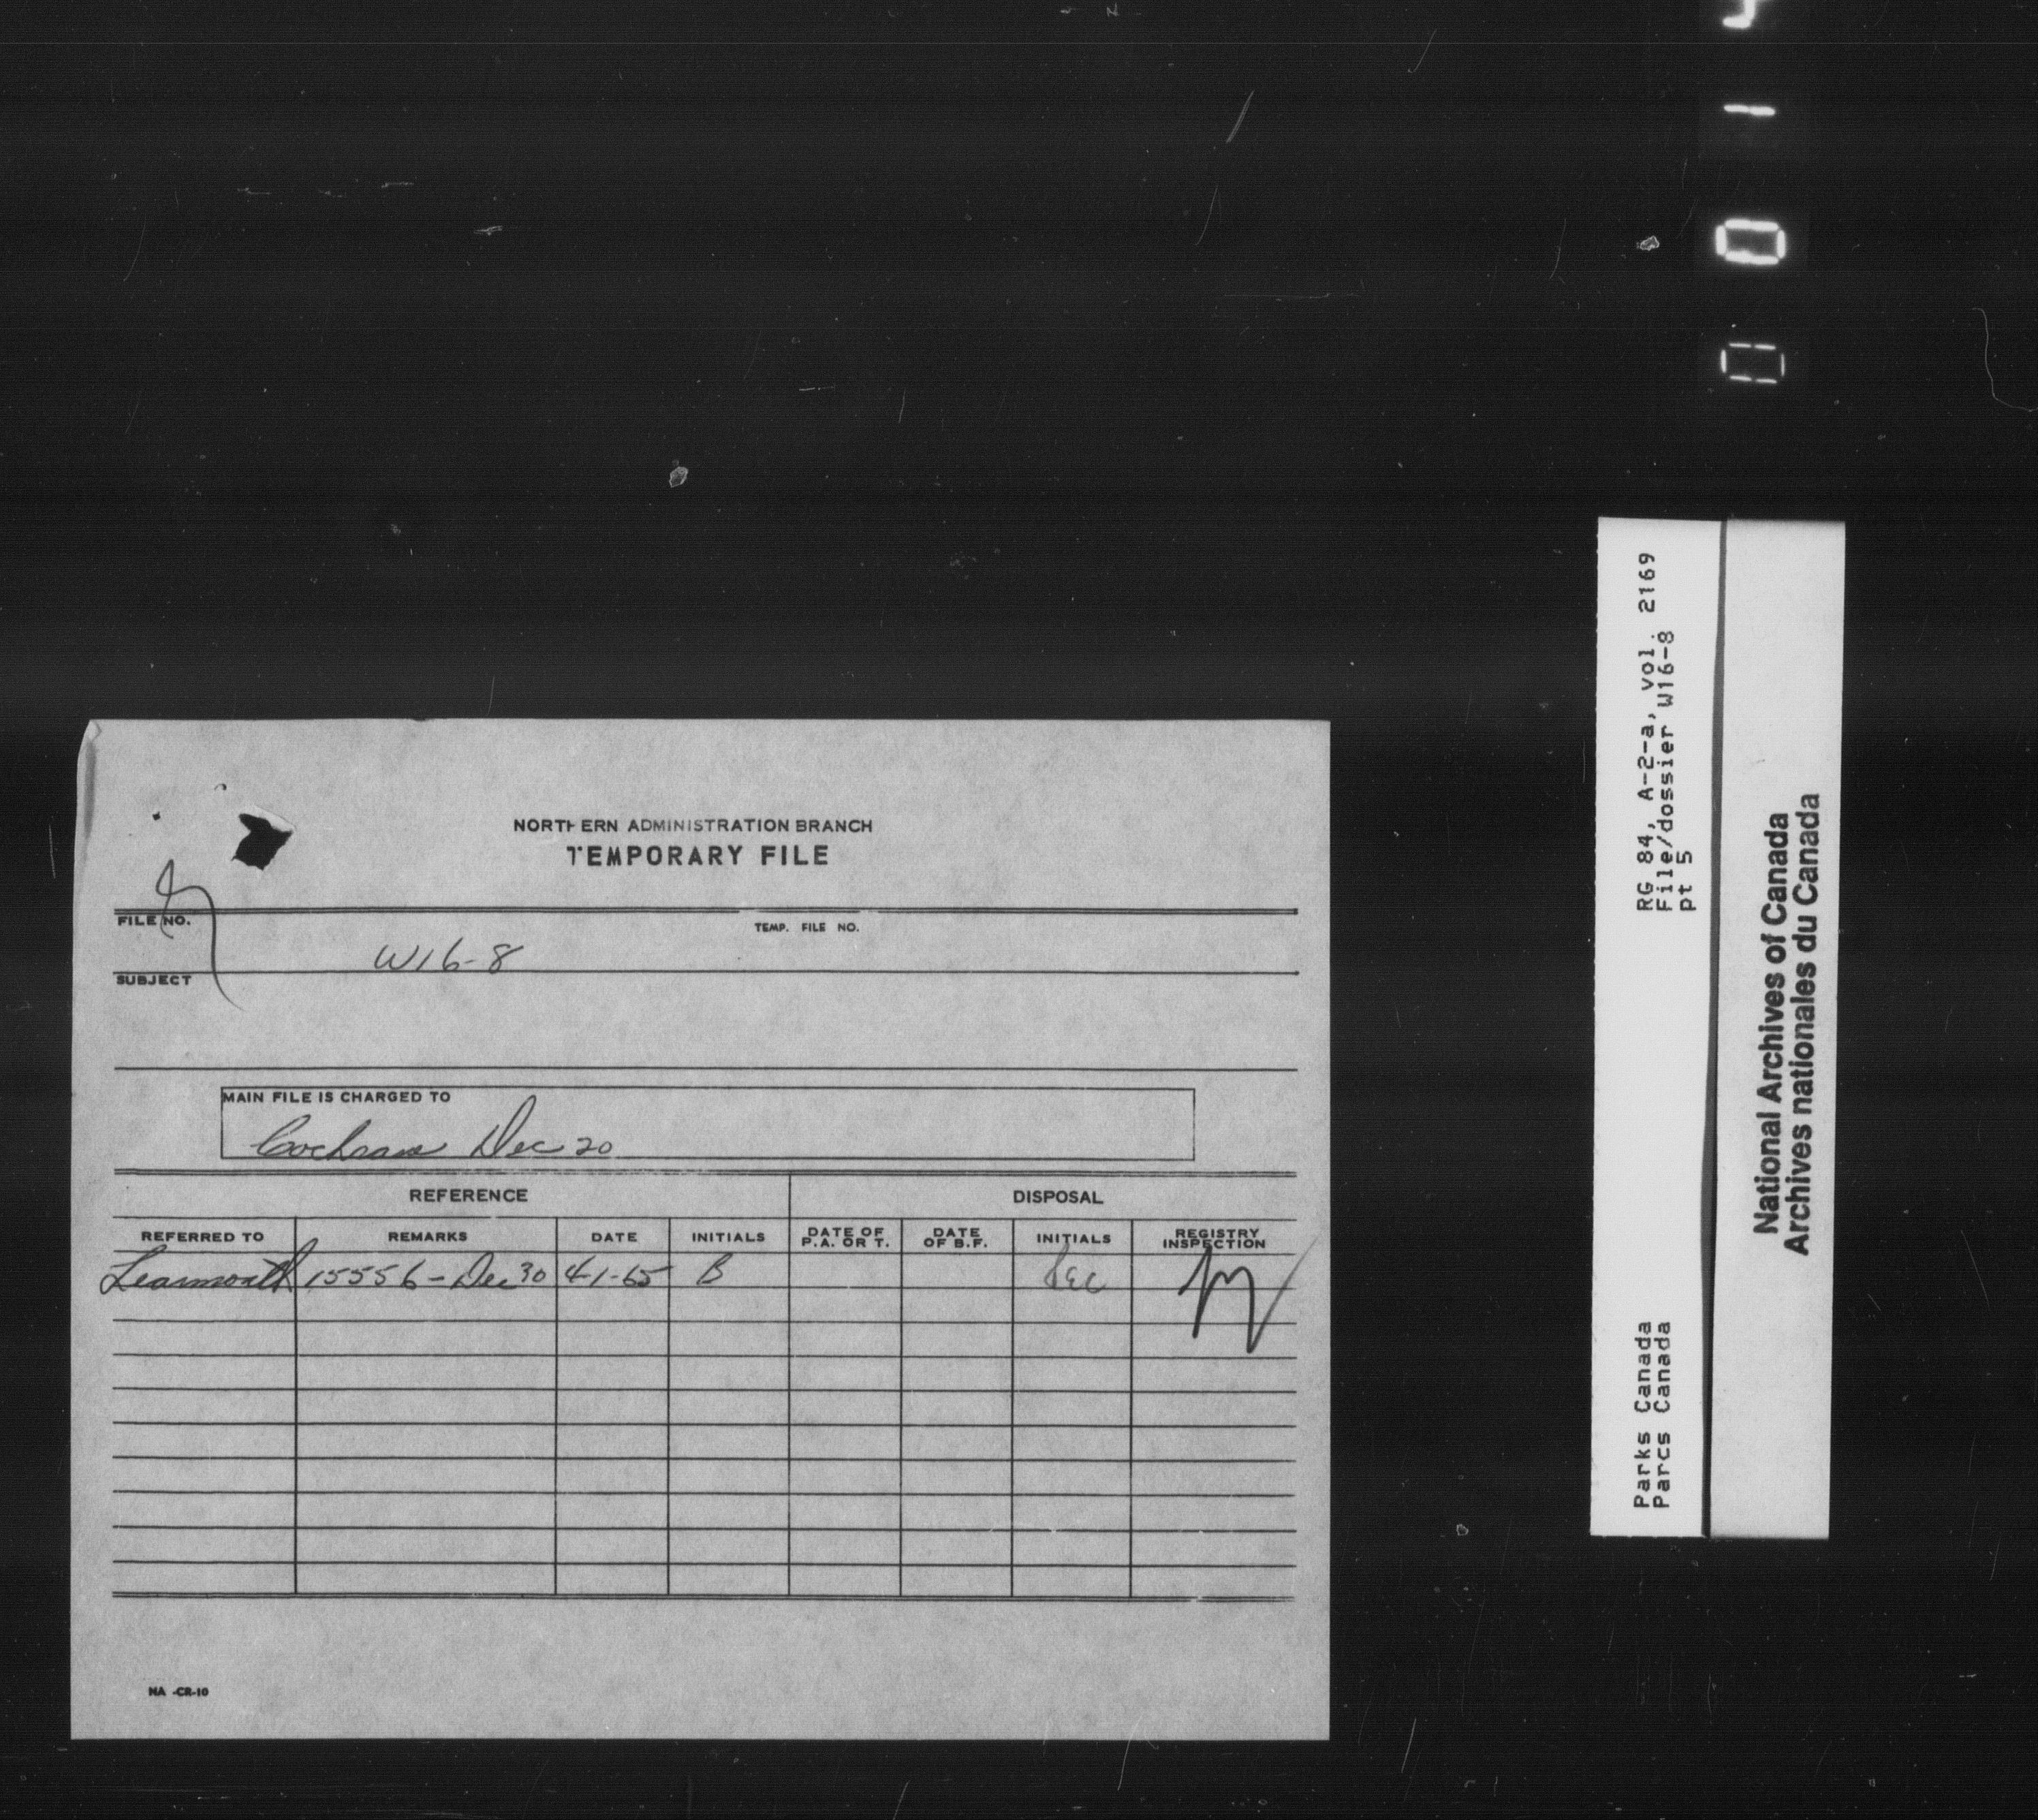 NORTHERN ADMINISTRATION BRANCH
TEMPORARY FILE
FILE NO.
TEMP. FILE NO.
W16-8
SUBJECT
MAIN FILE IS CHARGED TO
Cochrane Dec 20
REFERENCE DISPOSAL
REFERRED TO REMARKS DATE INITIALS DATE OF P.A. OR T. DATE OF B.F. INITIALS REGISTRY INSPECTION
Learmonth 15556 - Dec 30 4-1-65 B
NA -CR-10
RG 84, A-2-a, vol. 2169
File/dossier W16-8
pt 5
Parks Canada
Parcs Canada
National Archives of Canada
Archives nationales du Canada